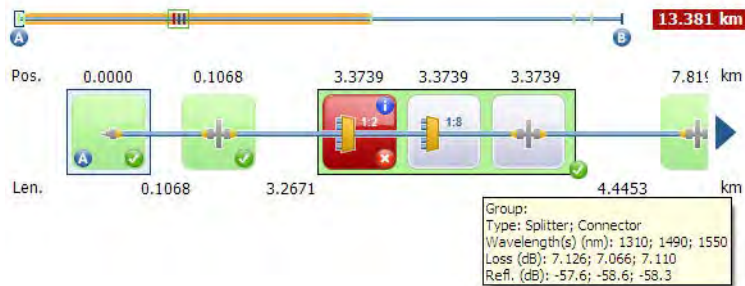 A B 13.381 km
Pos. 0.0000 0.1068 3.3739 3.3739 3.3739 7.819 km
i 1:2 1:8
A
Len. 0.1068 3.2671 4.4453 km
Group:
Type: Splitter; Connector
Wavelength(s) (nm): 1310; 1490; 1550
Loss (dB): 7.126; 7.066; 7.110
Refl. (dB): -57.6; -58.6; -58.3